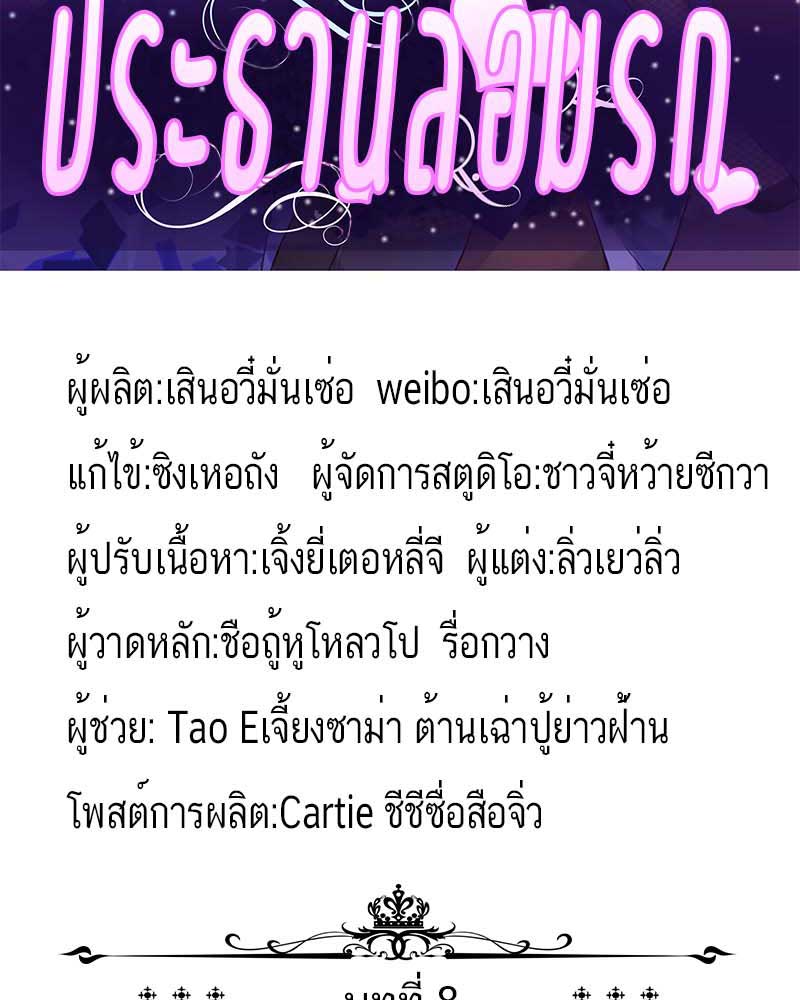 ประธานลอบรัก
ผู้ผลิต:เสินอวี๋มั่นเซ่อ weibo:เสินอวี๋มั่นเซ่อ
แก้ไข้:ซิงเหอถัง ผู้จัดการสตูดิโอ:ชาวจี๋หว้ายซีกวา
ผู้ปรับเนื้อหา:เจิ้งยี่เตอหลี่จี ผู้แต่ง:ลิ่วเยว่ลิ่ว
ผู้วาดหลัก:ชือถู้หูโหลวโป รื่อกวาง
ผู้ช่วย: Tao Eเจี้ยงซาม่า ต้านเฉ่าปู้ย่าวฝ้าน
โพสต์การผลิต:Cartie ชีชีซื่อสือจิ่ว
บทที่ 8